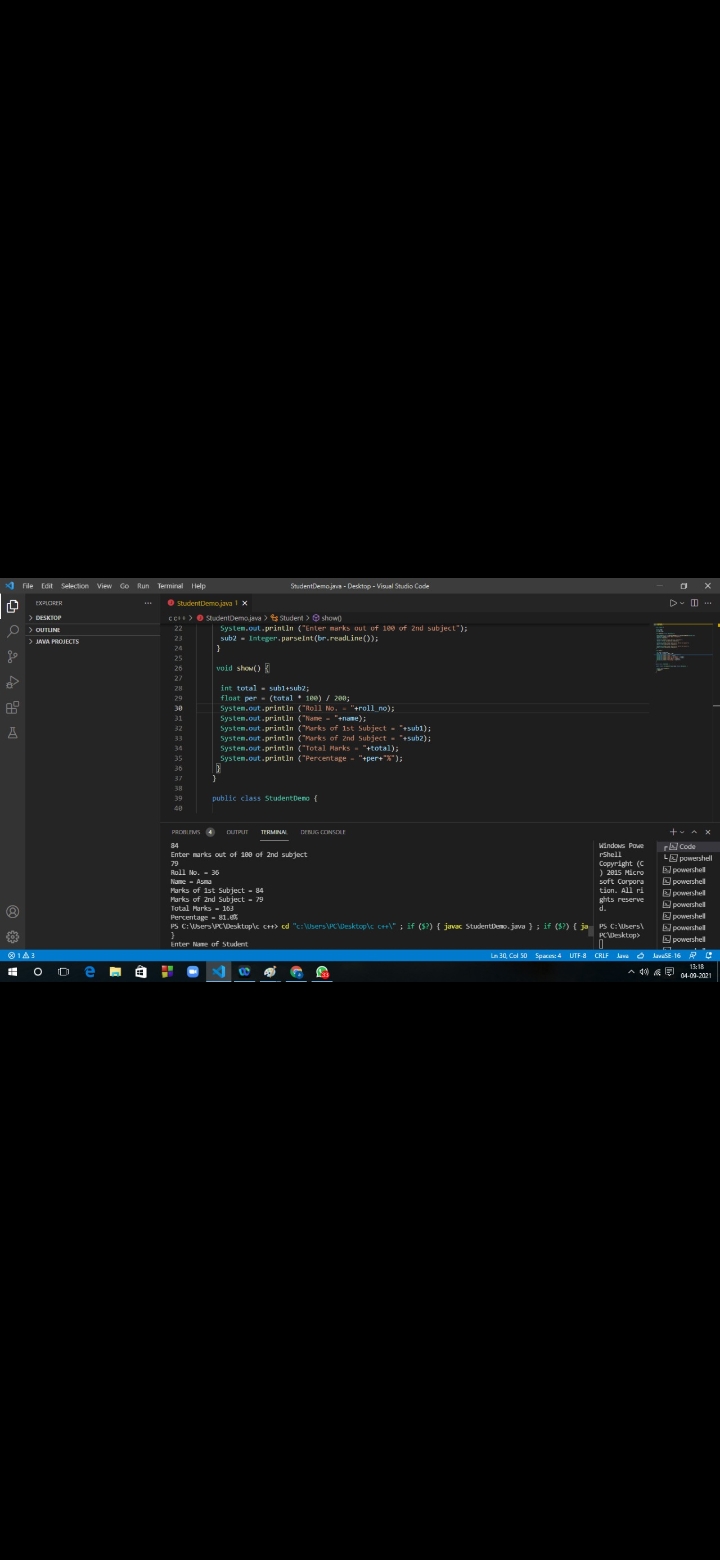 File Edit Selection View Go Run Terminal Help StudentDemo.java - Desktop - Visual Studio Code
EXPLORER
DESKTOP
OUTLINE
JAVA PROJECTS
StudentDemo.java 1
c c++ > StudentDemo.java > Student > show()
22 System.out.println ("Enter marks out of 100 of 2nd subject");
23 sub2 = Integer.parseInt(br.readLine());
24 }
25
26 void show() {
27
28 int total = sub1+sub2;
29 float per = (total * 100) / 200;
30 System.out.println ("Roll No. = "+roll_no);
31 System.out.println ("Name = "+name);
32 System.out.println ("Marks of 1st Subject = "+sub1);
33 System.out.println ("Marks of 2nd Subject = "+sub2);
34 System.out.println ("Total Marks = "+total);
35 System.out.println ("Percentage = "+per+"%");
36 }
37 }
38
39 public class StudentDemo {
40
PROBLEMS 4 OUTPUT TERMINAL DEBUG CONSOLE
84
Enter marks out of 100 of 2nd subject
79
Roll No. = 36
Name = Asma
Marks of 1st Subject = 84
Marks of 2nd Subject = 79
Total Marks = 163
Percentage = 81.0%
PS C:\Users\PC\Desktop\c c++> cd "c:\Users\PC\Desktop\c c++\" ; if ($?) { javac StudentDemo.java } ; if ($?) { ja
}
Enter Name of Student
Windows Powe
rShell
Copyright (C
) 2015 Micro
soft Corpora
tion. All ri
ghts reserve
d.
PS C:\Users\
PC\Desktop>
Code
powershell
powershell
powershell
powershell
powershell
powershell
powershell
powershell
1 3 Ln 30, Col 50 Spaces: 4 UTF-8 CRLF Java JavaSE-16
13:18
04-09-2021